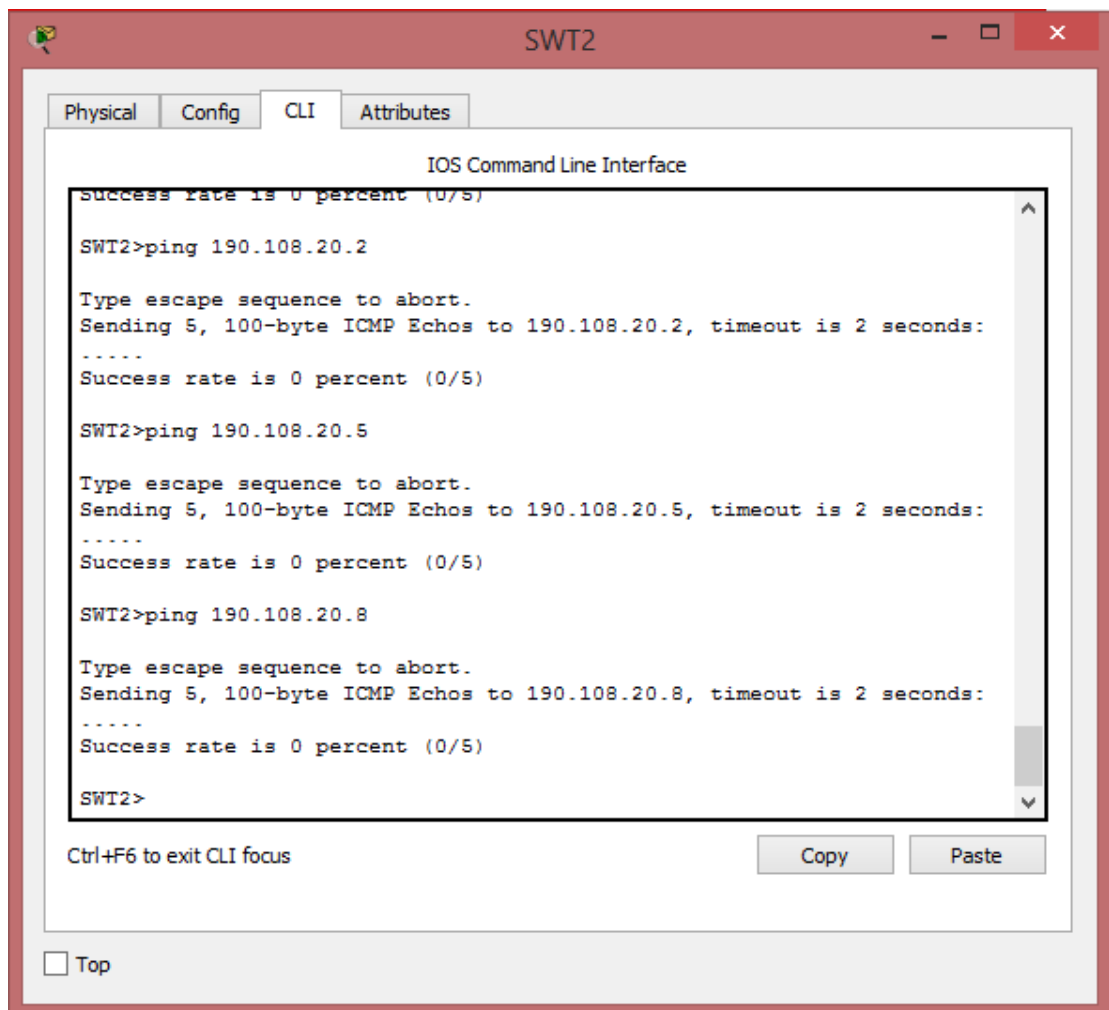 SWT2
Physical Config CLI Attributes
IOS Command Line Interface
Success rate is 0 percent (0/5)
SWT2>ping 190.108.20.2
Type escape sequence to abort.
Sending 5, 100-byte ICMP Echos to 190.108.20.2, timeout is 2 seconds:
.....
Success rate is 0 percent (0/5)
SWT2>ping 190.108.20.5
Type escape sequence to abort.
Sending 5, 100-byte ICMP Echos to 190.108.20.5, timeout is 2 seconds:
.....
Success rate is 0 percent (0/5)
SWT2>ping 190.108.20.8
Type escape sequence to abort.
Sending 5, 100-byte ICMP Echos to 190.108.20.8, timeout is 2 seconds:
.....
Success rate is 0 percent (0/5)
SWT2>
Ctrl+F6 to exit CLI focus Copy Paste
Top